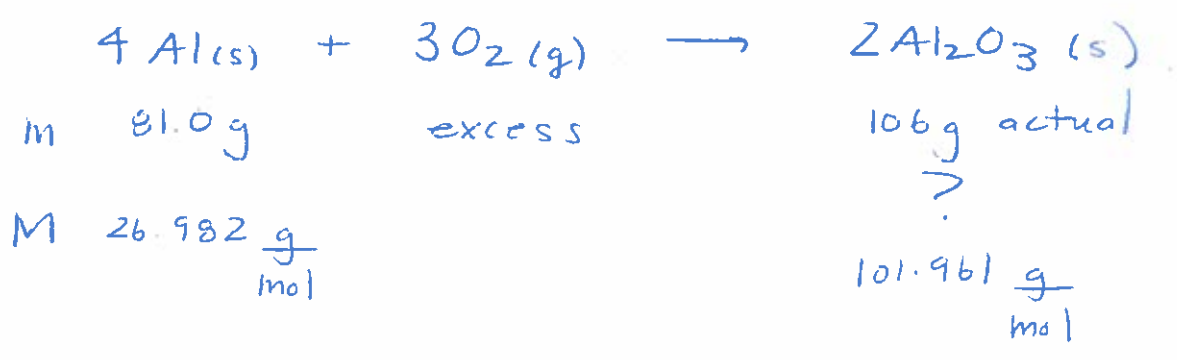 4 Al(s) + 3O₂(g) → 2Al₂O₃(s)
m 81.0 g excess 106 g actual
?
M 26.982 g/mol 101.961 g/mol